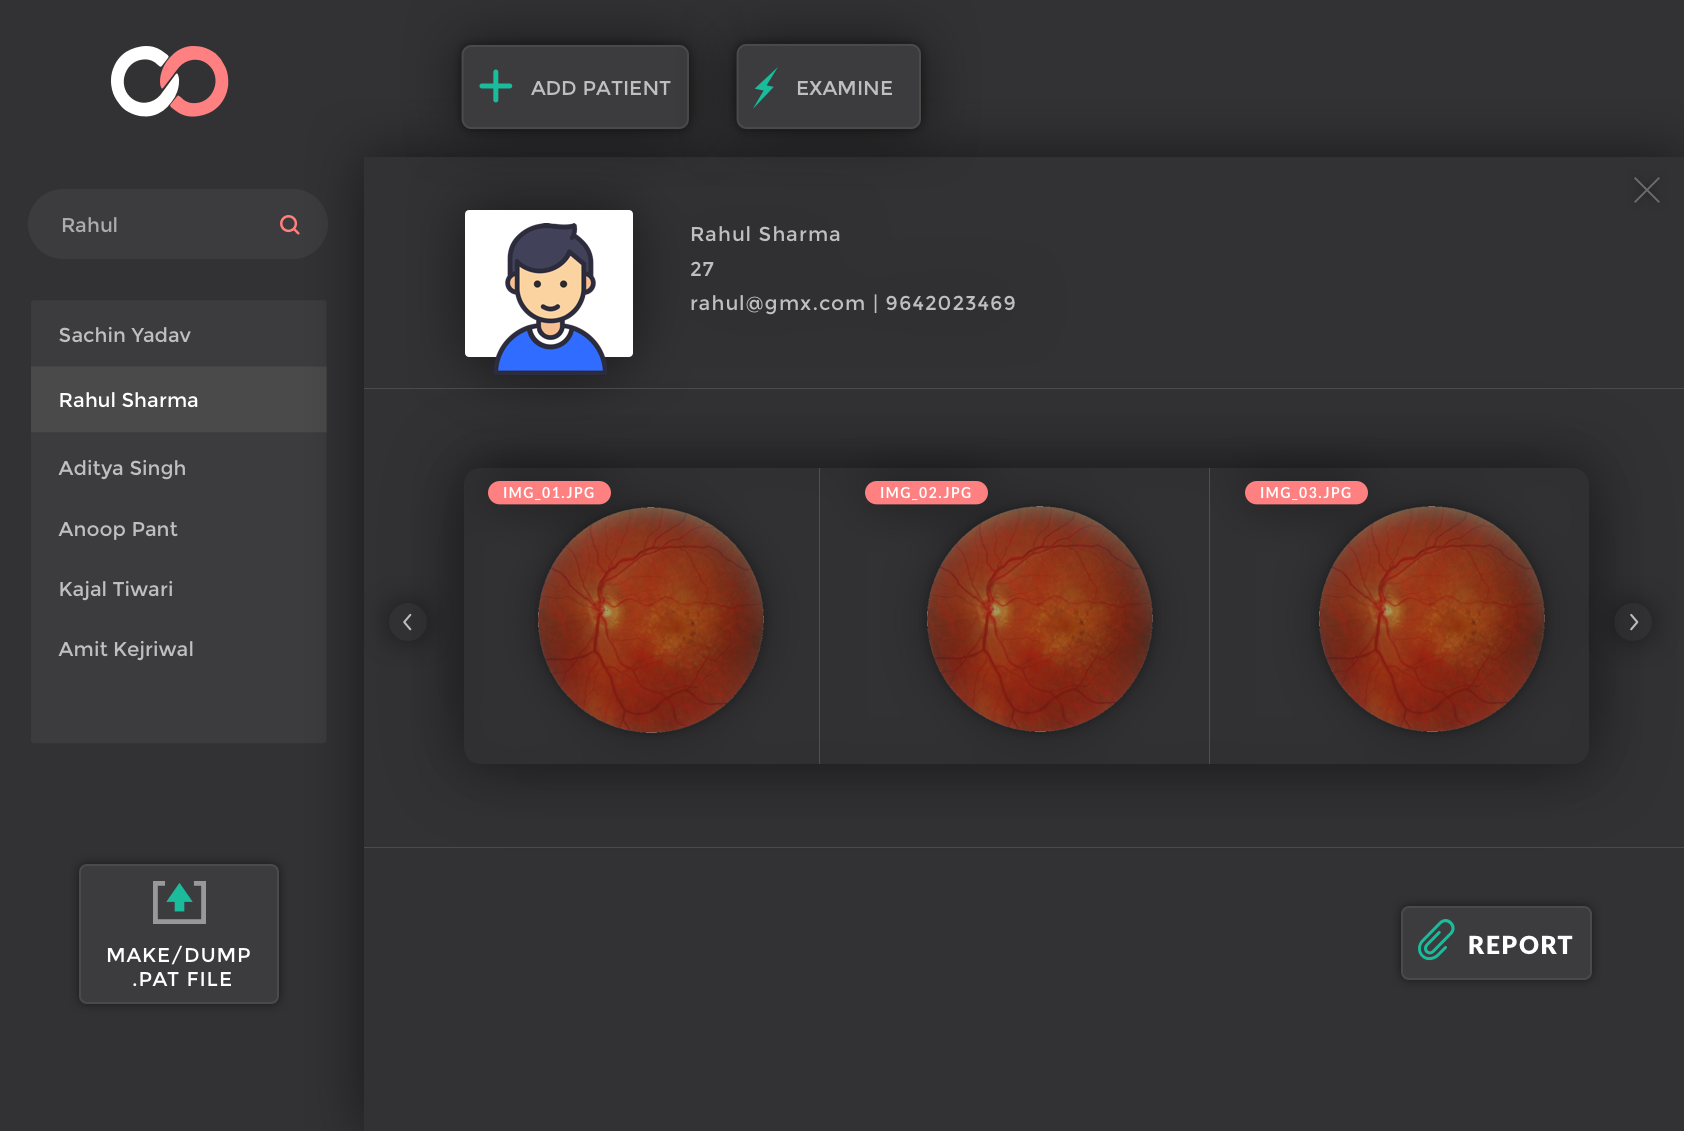 ADD PATIENT
EXAMINE
Rahul
Sachin Yadav
Rahul Sharma
Aditya Singh
Anoop Pant
Kajal Tiwari
Amit Kejriwal
MAKE/DUMP
.PAT FILE
Rahul Sharma
27
rahul@gmx.com | 9642023469
IMG_01.JPG
IMG_02.JPG
IMG_03.JPG
REPORT